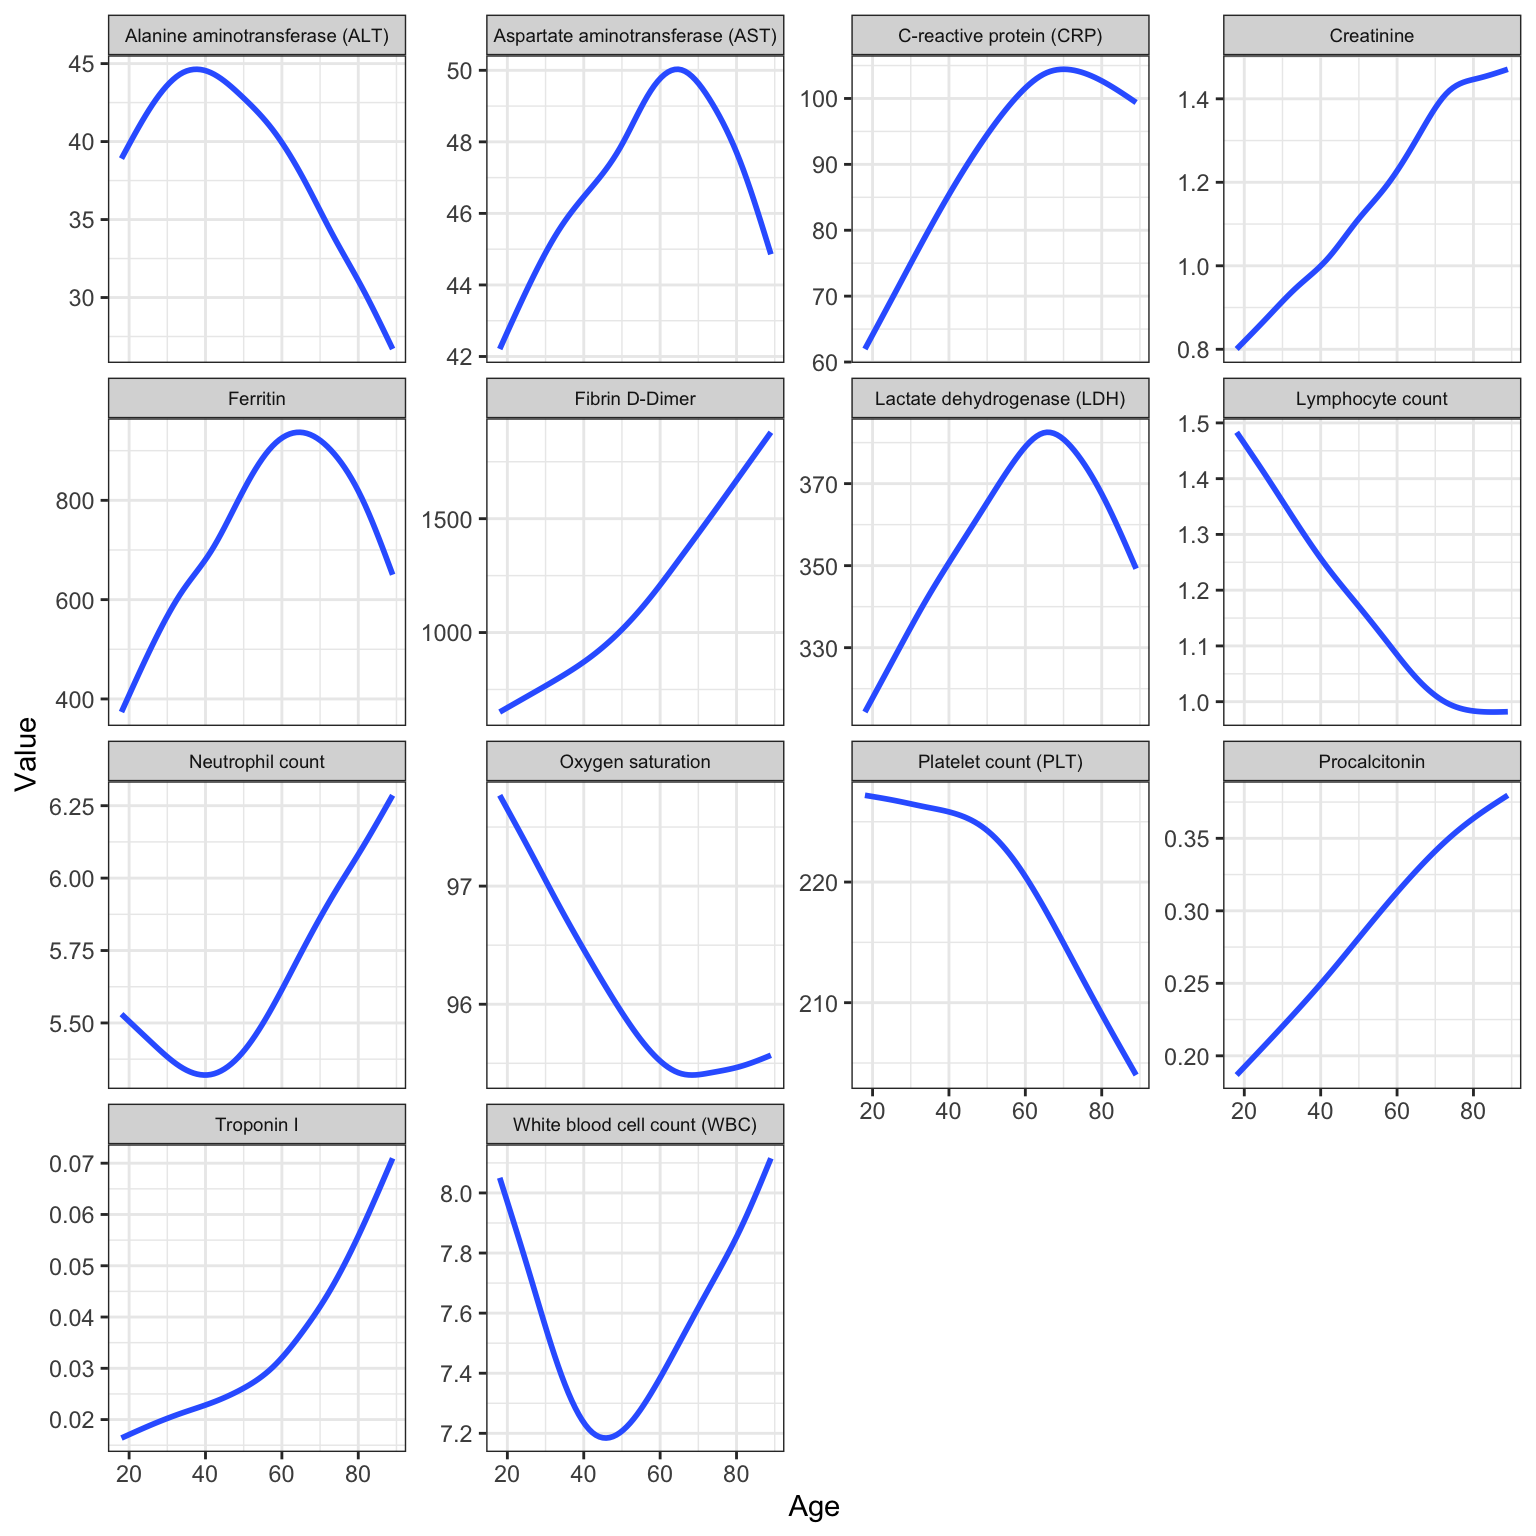 Alanine aminotransferase (ALT)
Aspartate aminotransferase (AST)
C-reactive protein (CRP)
Creatinine
45
40
35
30
50
48
46
44
42
100
90
80
70
60
1.4
1.2
1.0
0.8
Ferritin
Fibrin D-Dimer
Lactate dehydrogenase (LDH)
Lymphocyte count
800
600
400
1500
1000
370
350
330
1.5
1.4
1.3
1.2
1.1
1.0
Value
Neutrophil count
Oxygen saturation
Platelet count (PLT)
Procalcitonin
6.25
6.00
5.75
5.50
97
96
220
210
0.35
0.30
0.25
0.20
20 40 60 80
20 40 60 80
Troponin I
White blood cell count (WBC)
0.07
0.06
0.05
0.04
0.03
0.02
8.0
7.8
7.6
7.4
7.2
20 40 60 80
20 40 60 80
Age